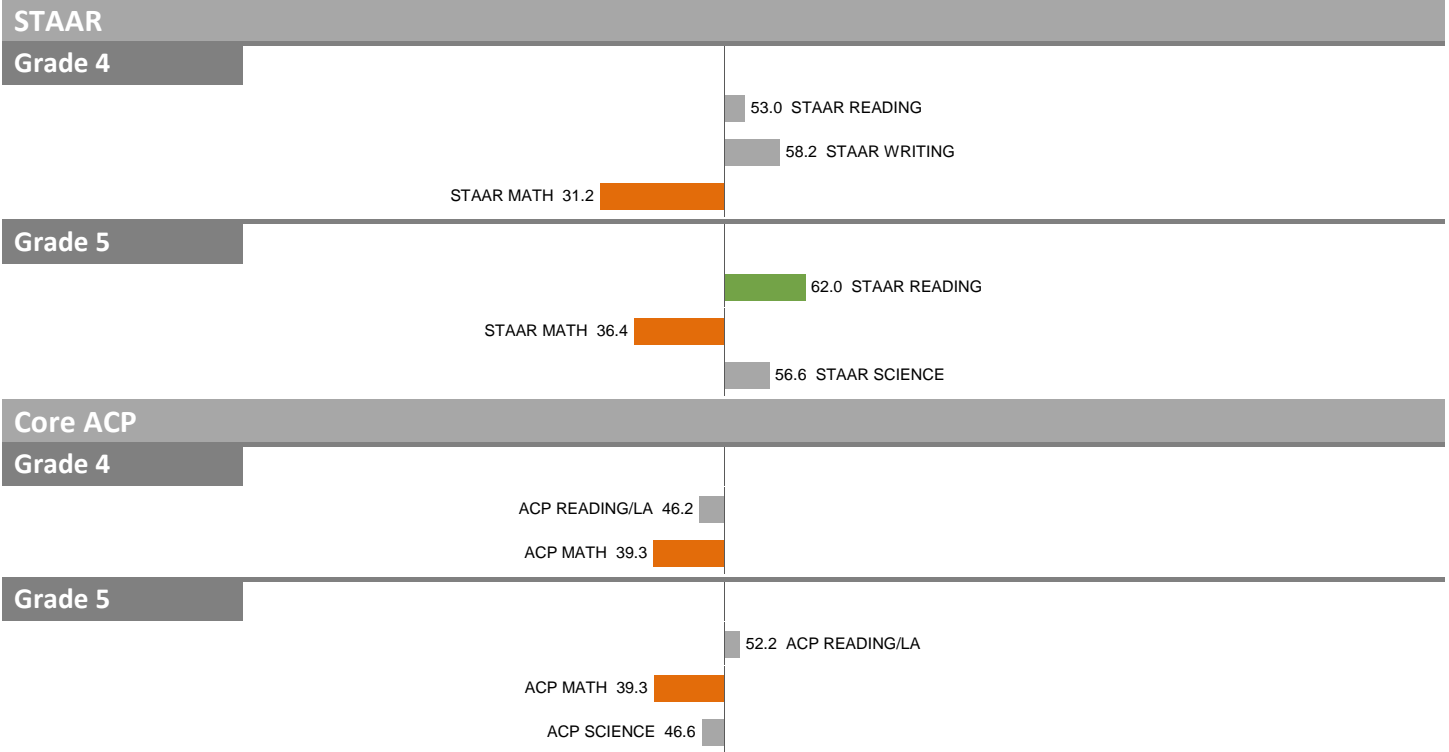 STAAR
Grade 4
53.0 STAAR READING
58.2 STAAR WRITING
STAAR MATH 31.2
Grade 5
62.0 STAAR READING
STAAR MATH 36.4
56.6 STAAR SCIENCE
Core ACP
Grade 4
ACP READING/LA 46.2
ACP MATH 39.3
Grade 5
52.2 ACP READING/LA
ACP MATH 39.3
ACP SCIENCE 46.6